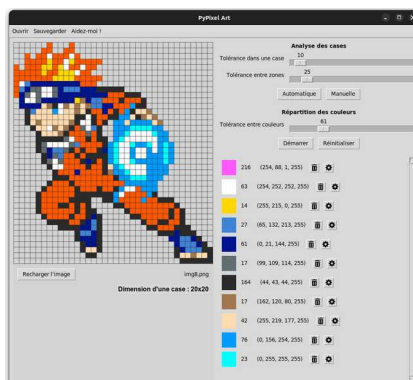 PyPixel Art
Ouvrir Sauvegarder Aidez-moi !
Analyse des cases
10
Tolérance dans une case
25
Tolérance entre zones
Automatique Manuelle
Répartition des couleurs
61
Tolérance entre couleurs
Démarrer Réinitialiser
216 (254, 88, 1, 255)
63 (254, 252, 252, 255)
14 (255, 215, 0, 255)
27 (65, 132, 213, 255)
61 (0, 21, 144, 255)
17 (99, 109, 114, 255)
164 (44, 43, 44, 255)
17 (162, 120, 80, 255)
42 (255, 219, 177, 255)
76 (0, 156, 254, 255)
23 (0, 255, 255, 255)
Recharger l'image img8.png
Dimension d'une case : 20x20